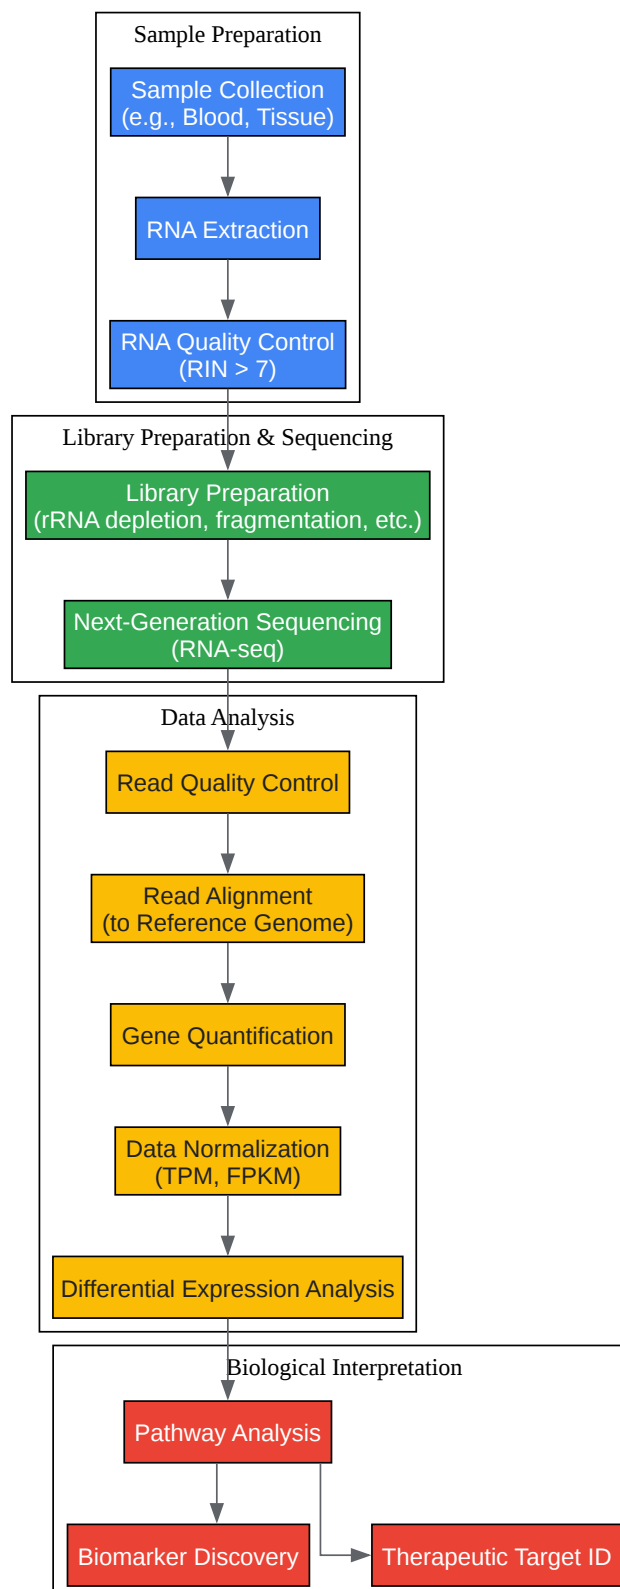 Sample Preparation
Sample Collection
(e.g., Blood, Tissue)
RNA Extraction
RNA Quality Control
(RIN > 7)
Library Preparation & Sequencing
Library Preparation
(rRNA depletion, fragmentation, etc.)
Next-Generation Sequencing
(RNA-seq)
Data Analysis
Read Quality Control
Read Alignment
(to Reference Genome)
Gene Quantification
Data Normalization
(TPM, FPKM)
Differential Expression Analysis
Biological Interpretation
Pathway Analysis
Biomarker Discovery
Therapeutic Target ID